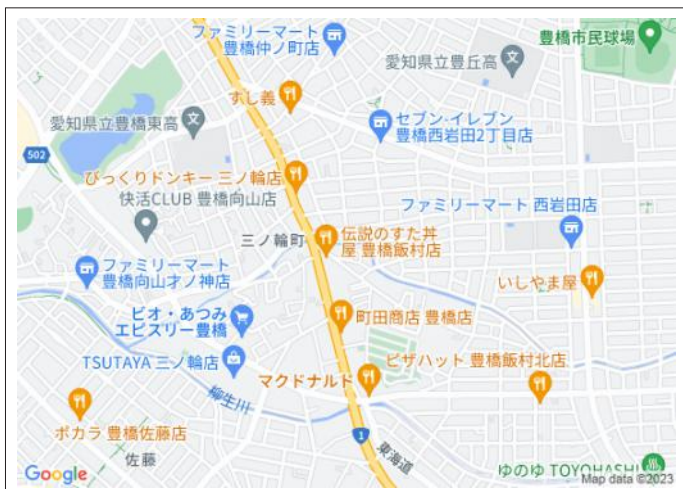 ファミリーマート
豊橋仲ノ町店
豊橋市民球場
愛知県立豊丘高
すし義
愛知県立豊橋東高
セブン-イレブン
豊橋西岩田2丁目店
502
びっくりドンキー 三ノ輪店
快活CLUB 豊橋向山店
ファミリーマート 西岩田店
三ノ輪町
伝説のすた丼
屋 豊橋飯村店
ファミリーマート
豊橋向山才ノ神店
いしやま屋
ビオ・あつみ
エピスリー豊橋
町田商店 豊橋店
TSUTAYA 三ノ輪店
ピザハット 豊橋飯村北店
マクドナルド
柳生川
ポカラ 豊橋佐藤店
1
東海道
佐藤
ゆのゆ TOYOHASHI
Google
Map data ©2023